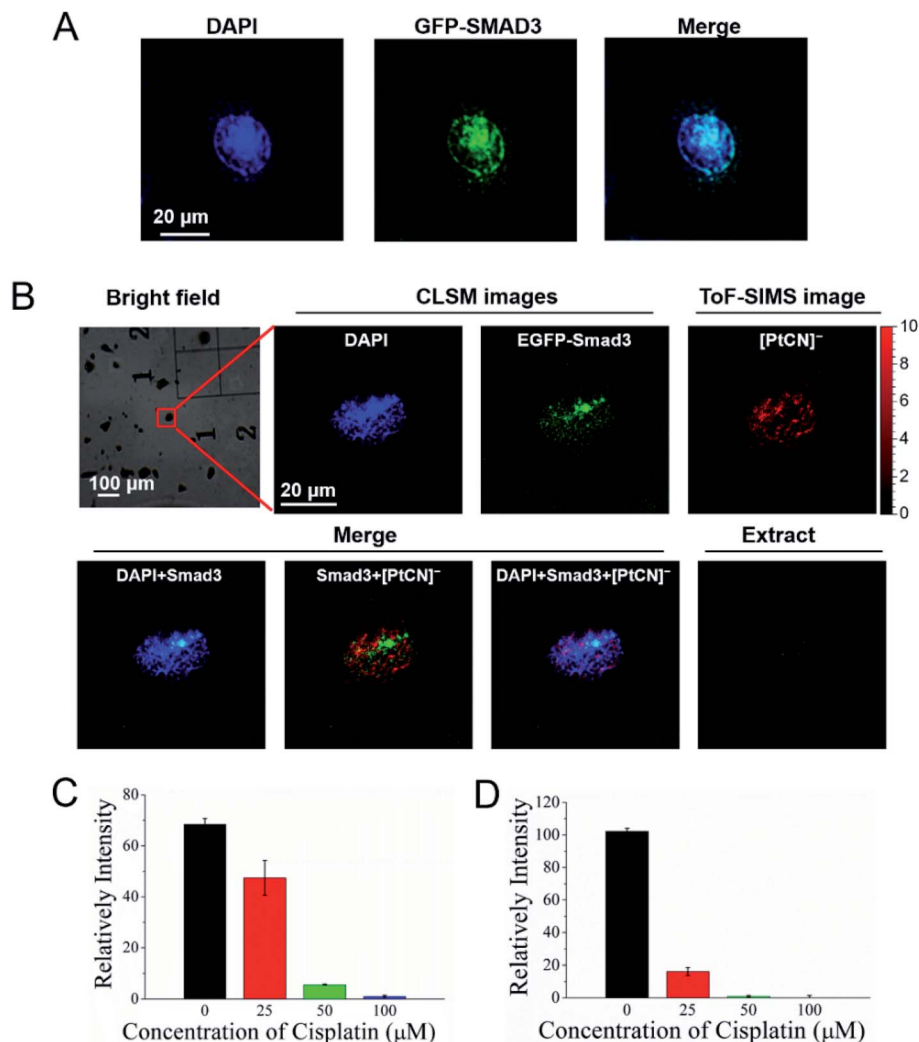 A
DAPI GFP-SMAD3 Merge
20 μm
B
Bright field CLSM images ToF-SIMS image
DAPI EGFP-Smad3 [PtCN]⁻
10
8
6
4
2
0
2
1
1 2
100 μm
20 μm
Merge Extract
DAPI+Smad3 Smad3+[PtCN]⁻ DAPI+Smad3+[PtCN]⁻
C
Relatively Intensity
80
60
40
20
0
0 25 50 100
Concentration of Cisplatin (μM)
D
Relatively Intensity
120
100
80
60
40
20
0
0 25 50 100
Concentration of Cisplatin (μM)